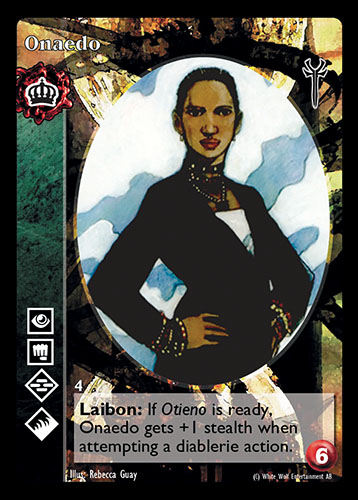 Onaedo
4
Laibon: If Otieno is ready,
Onaedo gets +1 stealth when
attempting a diablerie action.
6
Illus: Rebecca Guay
(C) White Wolf Entertainment AB